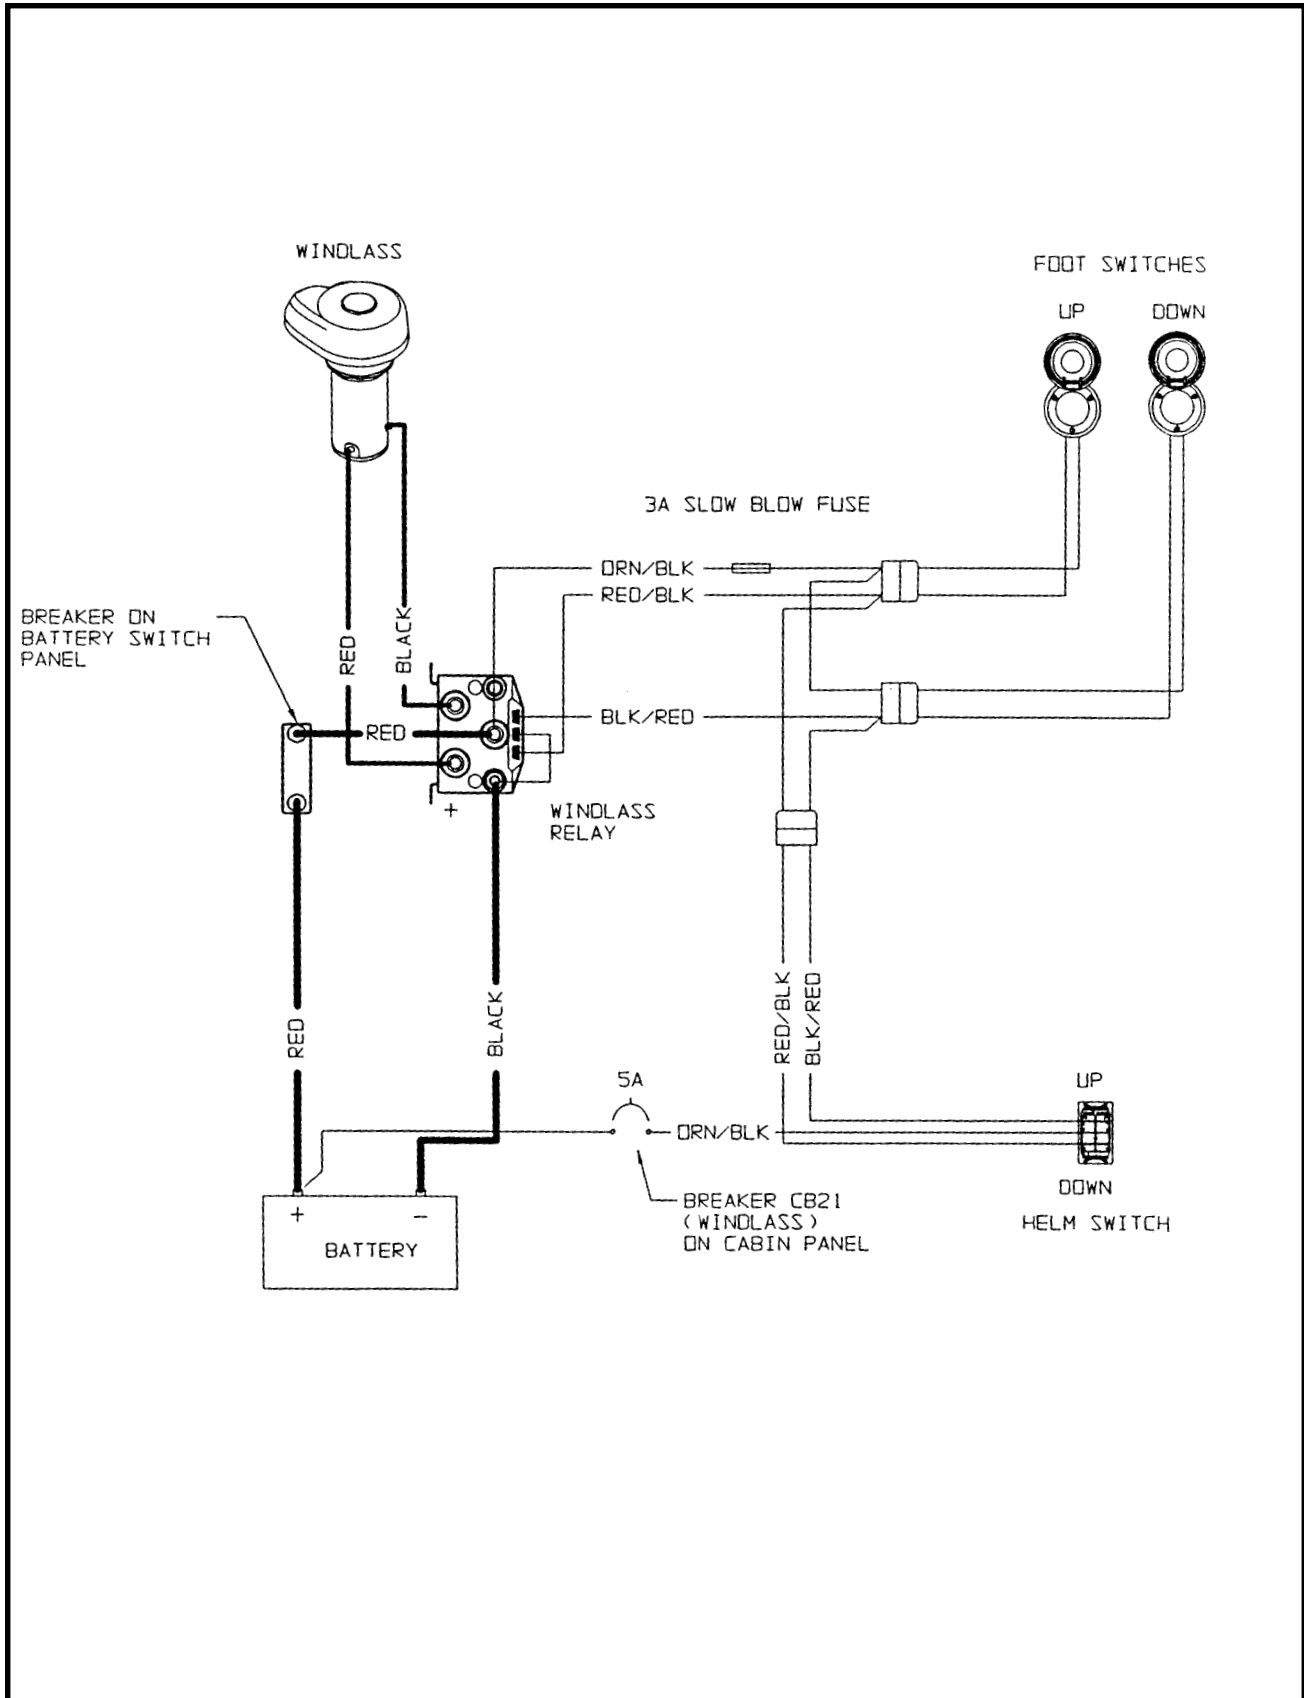 WINDLASS
FOOT SWITCHES
UP
DOWN
3A SLOW BLOW FUSE
ORN/BLK
RED/BLK
BREAKER ON
BATTERY SWITCH
PANEL
RED
BLACK
BLK/RED
RED
+
WINDLASS
RELAY
RED
BLACK
RED/BLK
BLK/RED
5A
UP
ORN/BLK
DOWN
HELM SWITCH
BREAKER CB21
(WINDLASS)
ON CABIN PANEL
+
-
BATTERY